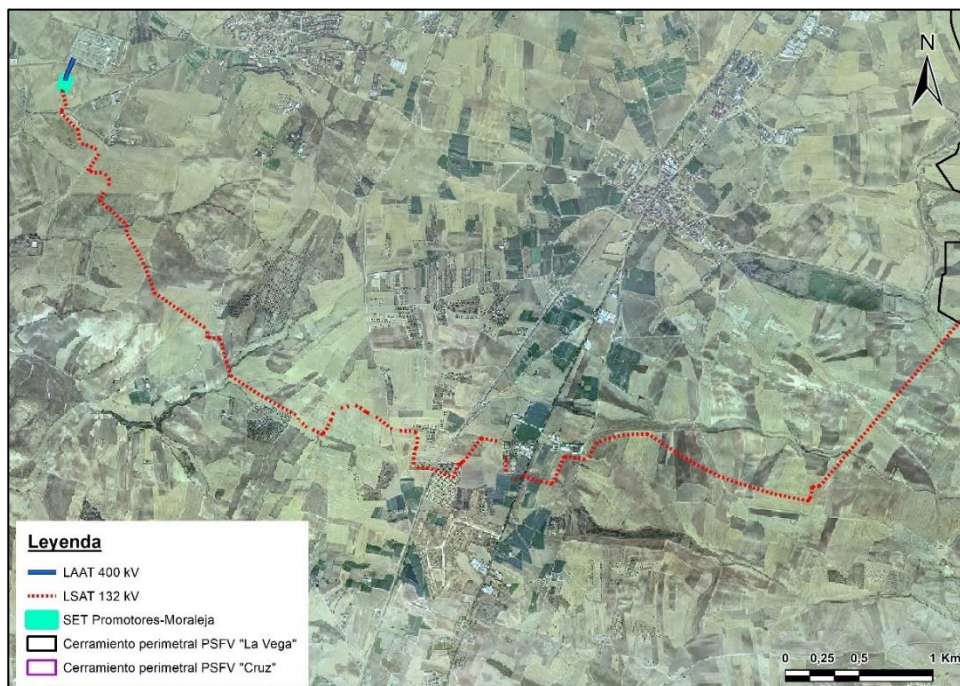 N
Leyenda
LAAT 400 kV
LSAT 132 kV
SET Promotores-Moraleja
Cerramiento perimetral PSFV "La Vega"
Cerramiento perimetral PSFV "Cruz"
0 0,25 0,5 1 Km